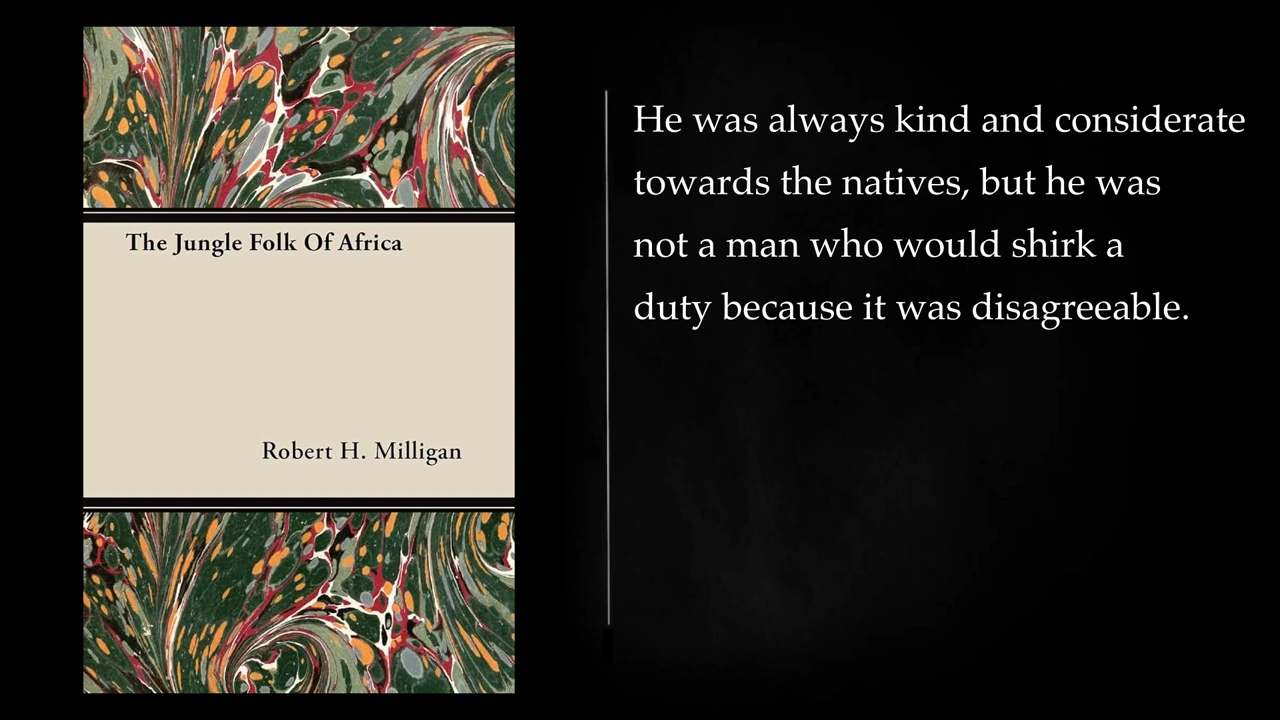 The Jungle Folk Of Africa
Robert H. Milligan
He was always kind and considerate
towards the natives, but he was
not a man who would shirk a
duty because it was disagreeable.